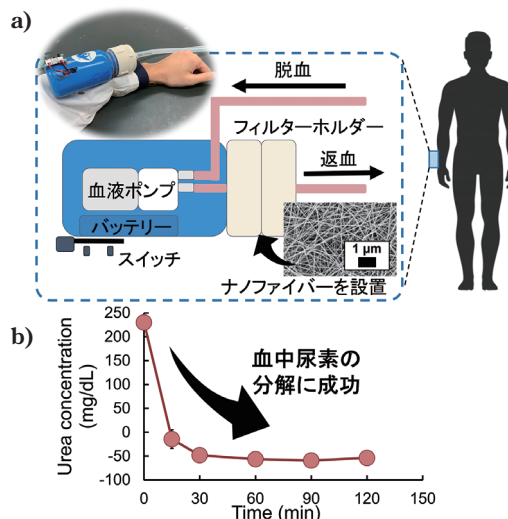 a)
脱血
フィルターホルダー
返血
血液ポンプ
バッテリー
スイッチ
1 μm
ナノファイバーを設置
b)
血中尿素の
分解に成功
Urea concentration
(mg/dL)
250
200
150
100
50
0
-50
-100
0
30
60
90
120
150
Time (min)